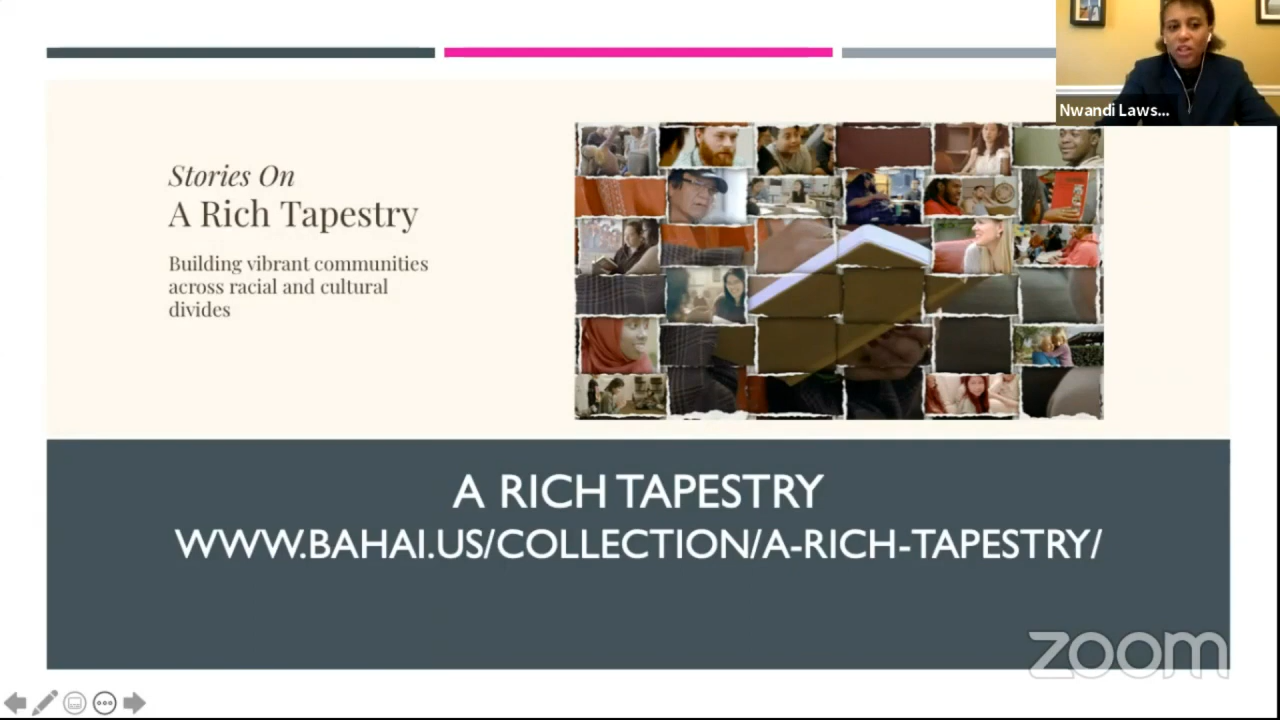 Nwandi Laws...
Stories On
A Rich Tapestry
Building vibrant communities
across racial and cultural
divides
A RICH TAPESTRY
WWW.BAHAI.US/COLLECTION/A-RICH-TAPESTRY/
zoom